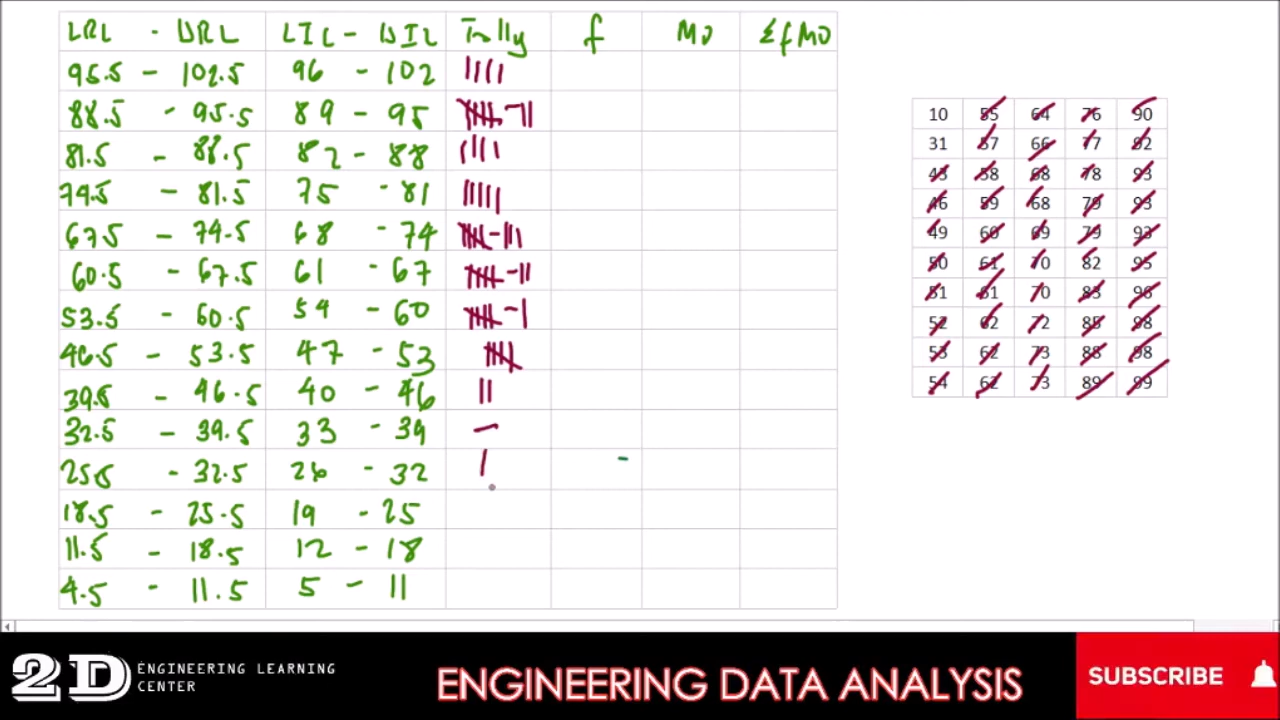 LRL - URL LIL - UIL Tally f Mo ΣfMo
95.5 - 102.5 96 - 102
88.5 - 95.5 89 - 95
81.5 - 88.5 82 - 88
74.5 - 81.5 75 - 81
67.5 - 74.5 68 - 74
60.5 - 67.5 61 - 67
53.5 - 60.5 54 - 60
46.5 - 53.5 47 - 53
39.5 - 46.5 40 - 46
32.5 - 39.5 33 - 39
25.5 - 32.5 26 - 32
18.5 - 25.5 19 - 25
11.5 - 18.5 12 - 18
4.5 - 11.5 5 - 11
10 55 64 76 90
31 57 66 77 92
43 58 68 78 93
46 59 68 79 93
49 60 69 79 93
50 61 70 82 95
51 61 70 83 96
52 62 72 85 98
53 62 73 88 98
54 62 73 89 99
2D ENGINEERING LEARNING
CENTER
ENGINEERING DATA ANALYSIS
SUBSCRIBE